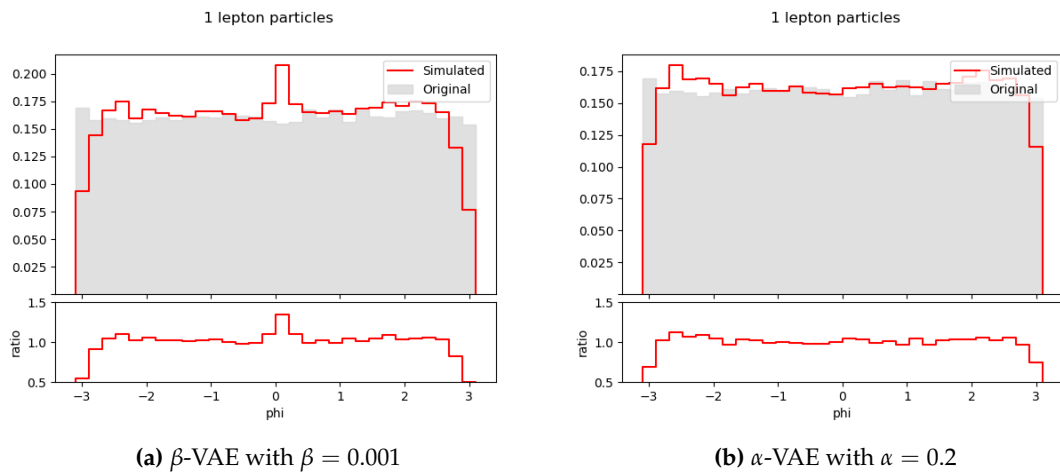 1 lepton particles
0.200
0.175
0.150
0.125
0.100
0.075
0.050
0.025
Simulated
Original
1.5
1.0
0.5
ratio
−3 −2 −1 0 1 2 3
phi
(a) β-VAE with β = 0.001
1 lepton particles
0.175
0.150
0.125
0.100
0.075
0.050
0.025
Simulated
Original
1.5
1.0
0.5
ratio
−3 −2 −1 0 1 2 3
phi
(b) α-VAE with α = 0.2